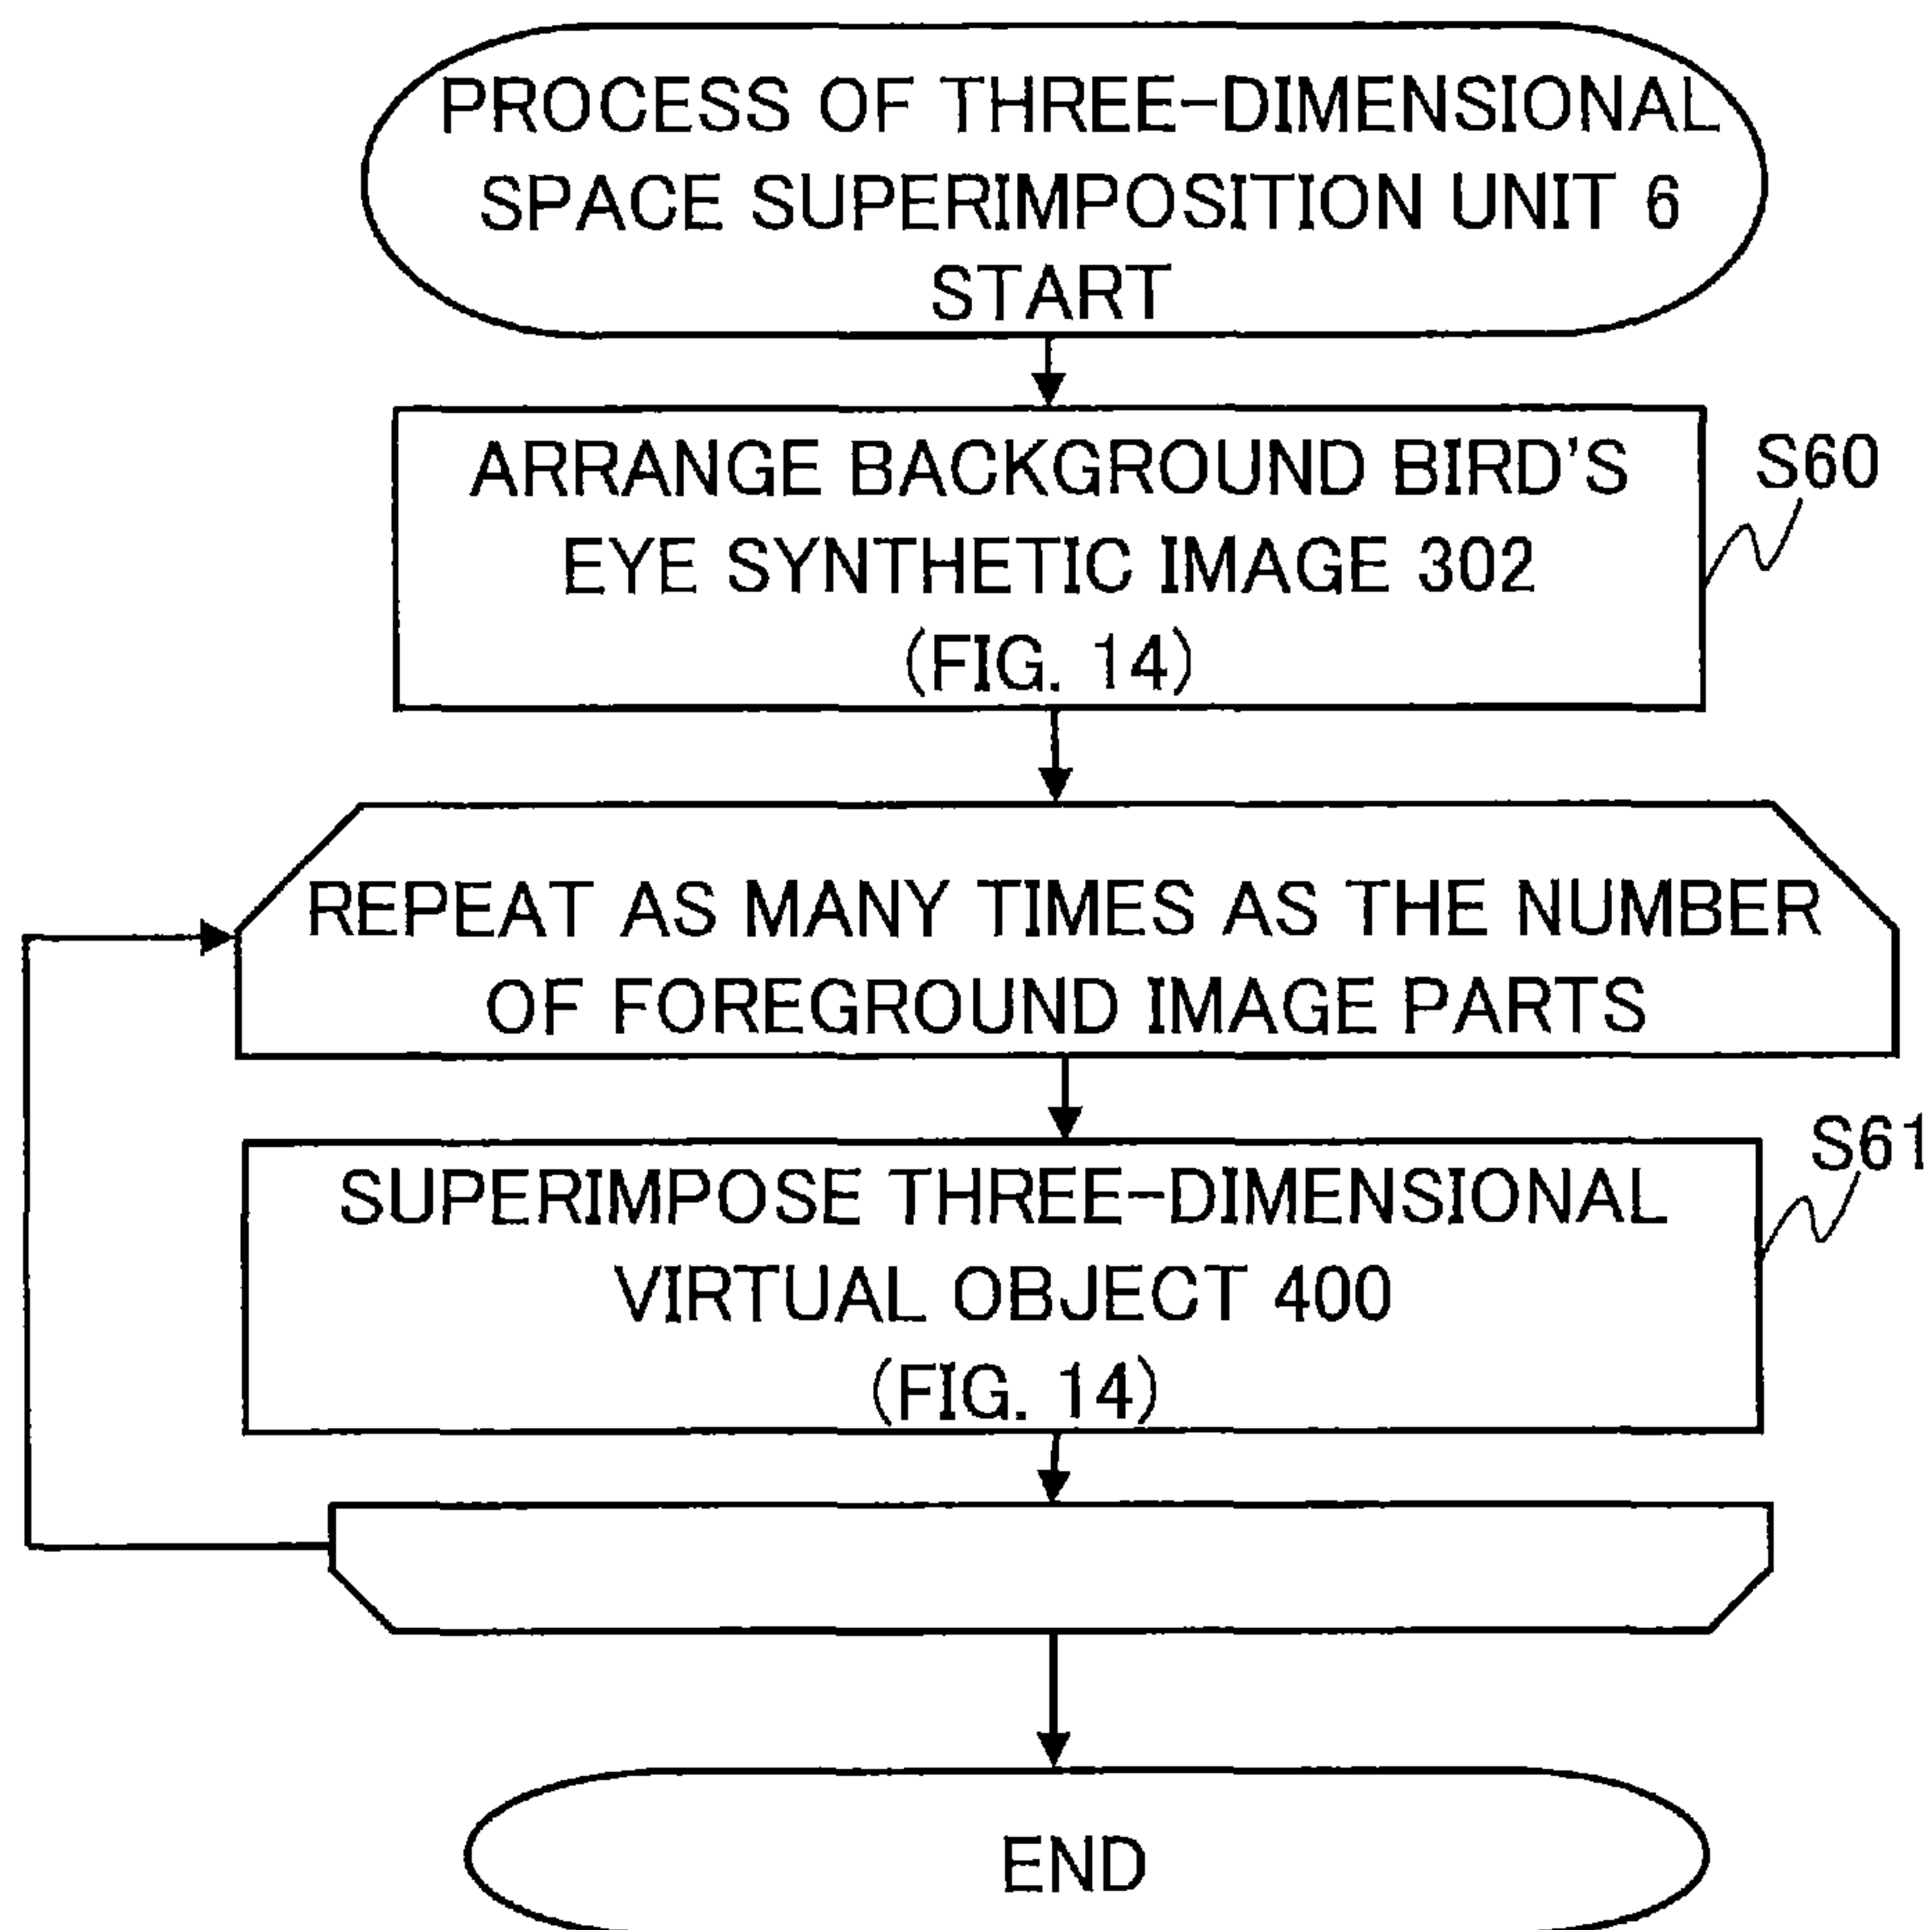 PROCESS OF THREE-DIMENSIONAL
SPACE SUPERIMPOSITION UNIT 6
START
ARRANGE BACKGROUND BIRD'S
EYE SYNTHETIC IMAGE 302
(FIG. 14)
S60
REPEAT AS MANY TIMES AS THE NUMBER
OF FOREGROUND IMAGE PARTS
SUPERIMPOSE THREE-DIMENSIONAL
VIRTUAL OBJECT 400
(FIG. 14)
S61
END